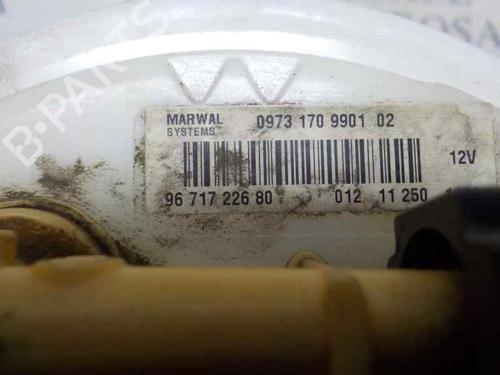 B-PARTS
MARWAL
SYSTEMS
0973 170 9901 02
12V
96 717 226 80
012 11 250